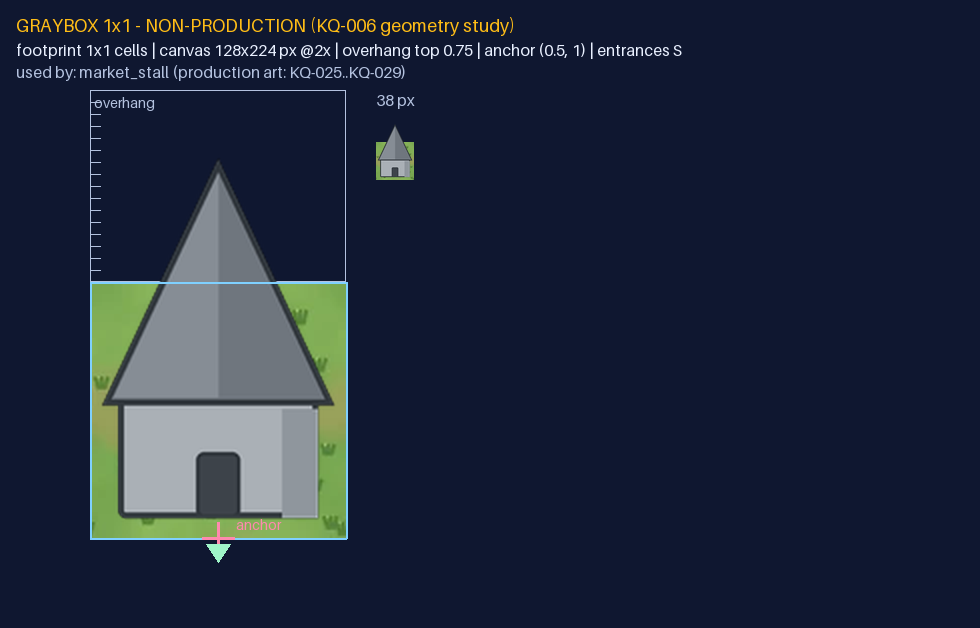 GRAYBOX 1x1 - NON-PRODUCTION (KQ-006 geometry study)
footprint 1x1 cells | canvas 128x224 px @2x | overhang top 0.75 | anchor (0.5, 1) | entrances S
used by: market_stall (production art: KQ-025..KQ-029)
overhang
38 px
anchor